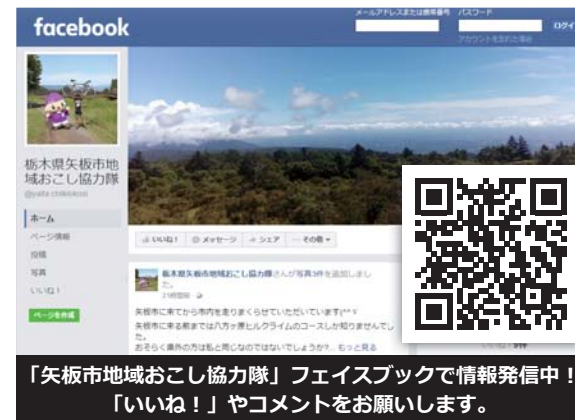 facebook
メールアドレスまたは携帯番号 パスワード
ログイ
アカウントを忘れた場合
栃木県矢板市地
域おこし協力隊
ホーム
ページ情報
投稿
写真
いいね!
ページを作成
いいね! メッセージ シェア その他
栃木県矢板市地域おこし協力隊さんが写真3件を追加しまし
た。
21時間前
矢板市に来てから市内を走りまくらせていただいています(^^ゞ
矢板市に来る前までは八方ヶ原ヒルクライムのコースしか知りませんでし
た。
おそらく県外の方は私と同じなのではないでしょうか?... もっと見る
「矢板市地域おこし協力隊」フェイスブックで情報発信中!
「いいね!」やコメントをお願いします。